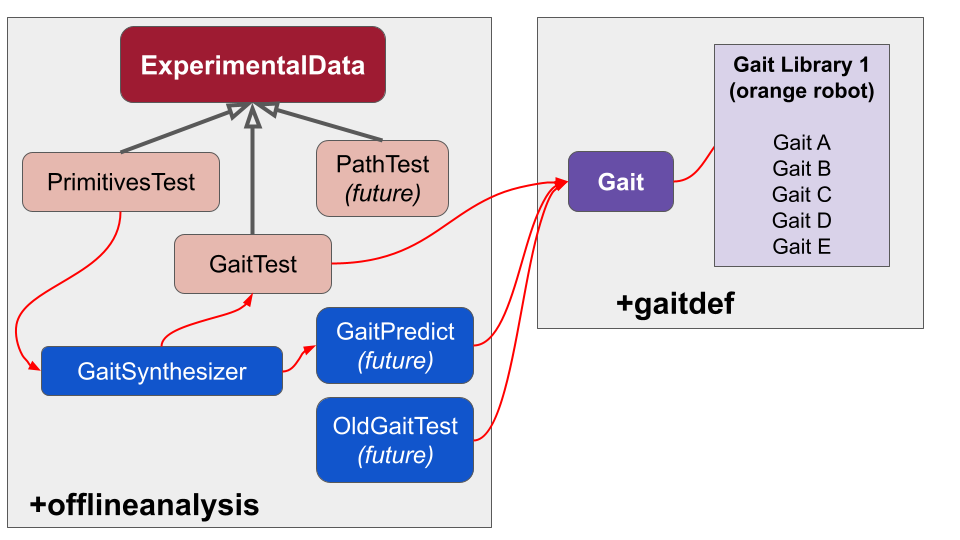 ExperimentalData
PrimitivesTest
PathTest
(future)
GaitTest
GaitPredict
(future)
GaitSynthesizer
OldGaitTest
(future)
+offlineanalysis
Gait
Gait Library 1
(orange robot)
Gait A
Gait B
Gait C
Gait D
Gait E
+gaitdef